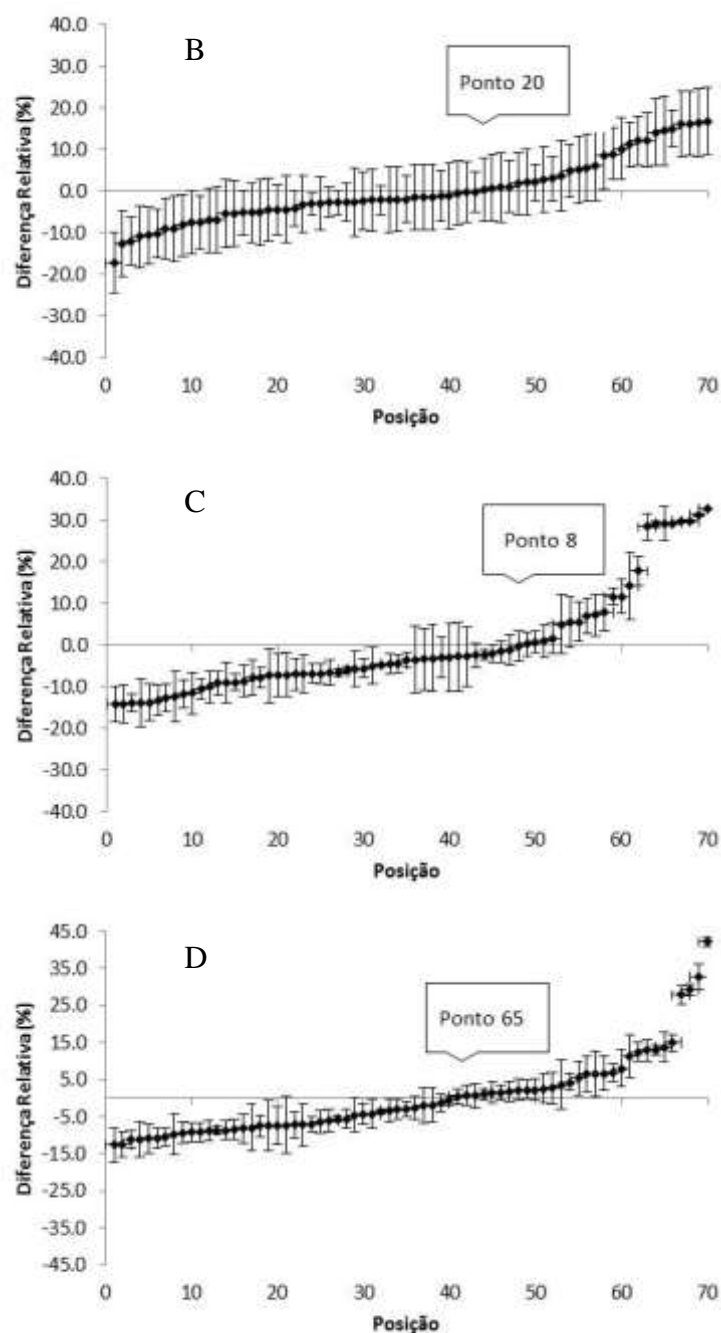 B
Ponto 20
Diferença Relativa (%)
40.0
30.0
20.0
10.0
0.0
-10.0
-20.0
-30.0
-40.0
0 10 20 30 40 50 60 70
Posição
C
Ponto 8
Diferença Relativa (%)
40.0
30.0
20.0
10.0
0.0
-10.0
-20.0
-30.0
-40.0
0 10 20 30 40 50 60 70
Posição
D
Ponto 65
Diferença Relativa (%)
45.0
35.0
25.0
15.0
5.0
-5.0
-15.0
-25.0
-35.0
-45.0
0 10 20 30 40 50 60 70
Posição